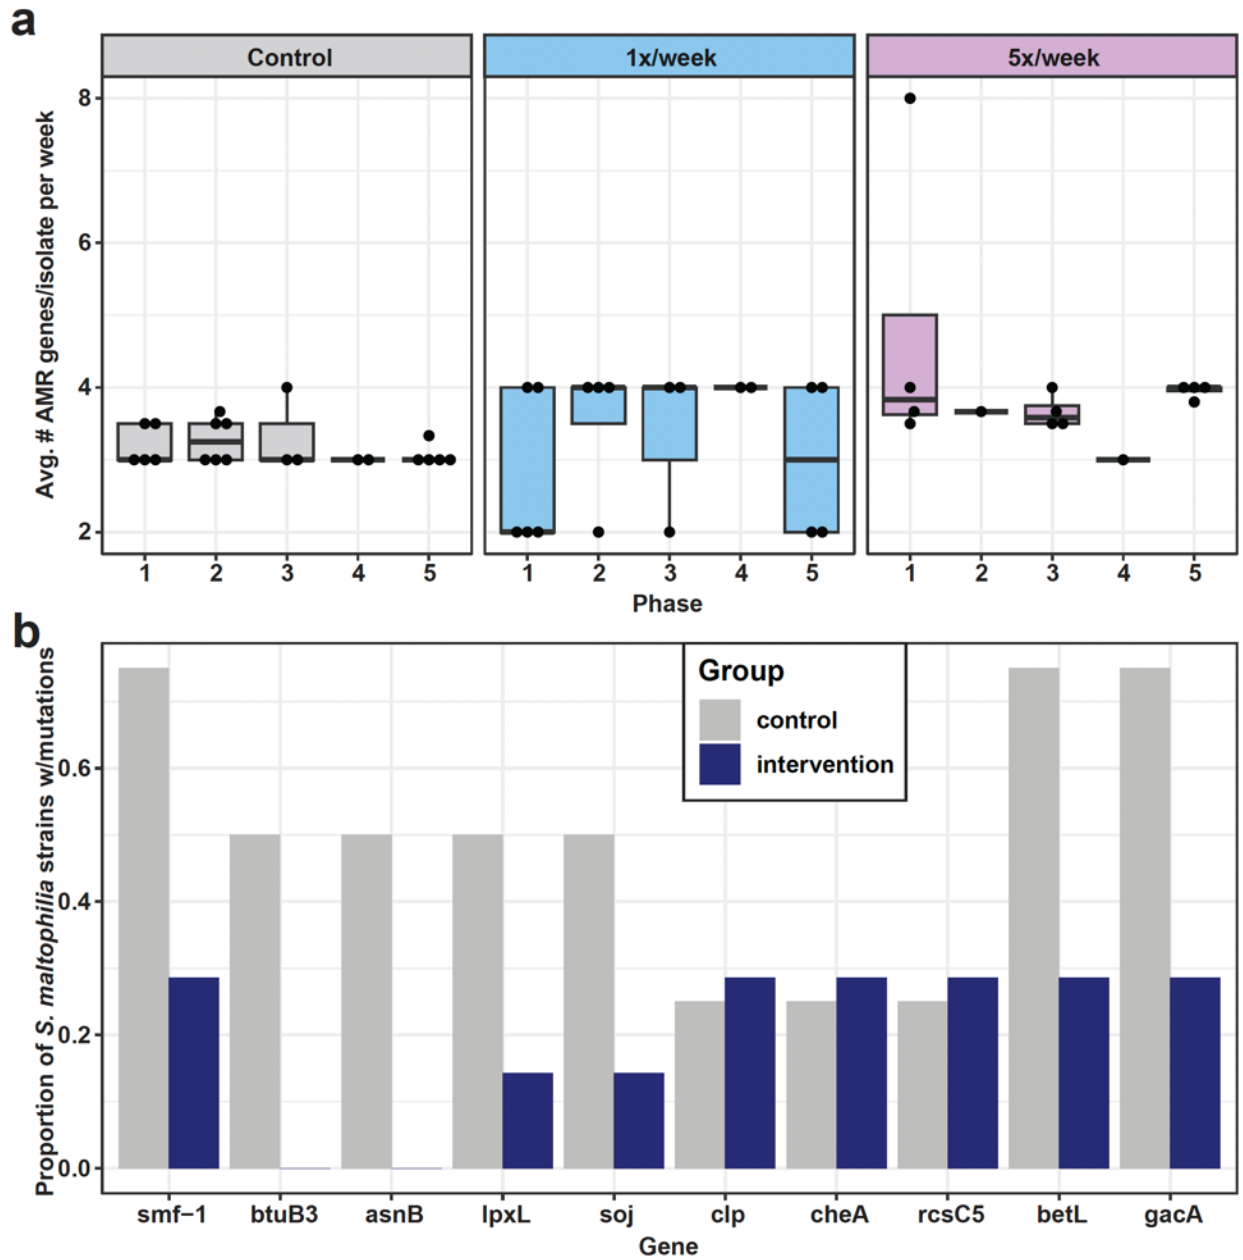 a
Control
1x/week
5x/week
Avg. # AMR genes/isolate per week
8
6
4
2
1 2 3 4 5
1 2 3 4 5
1 2 3 4 5
Phase
b
Proportion of S. maltophilia strains w/mutations
0.6
0.4
0.2
0.0
Group
control
intervention
smf−1 btuB3 asnB lpxL soj clp cheA rcsC5 betL gacA
Gene